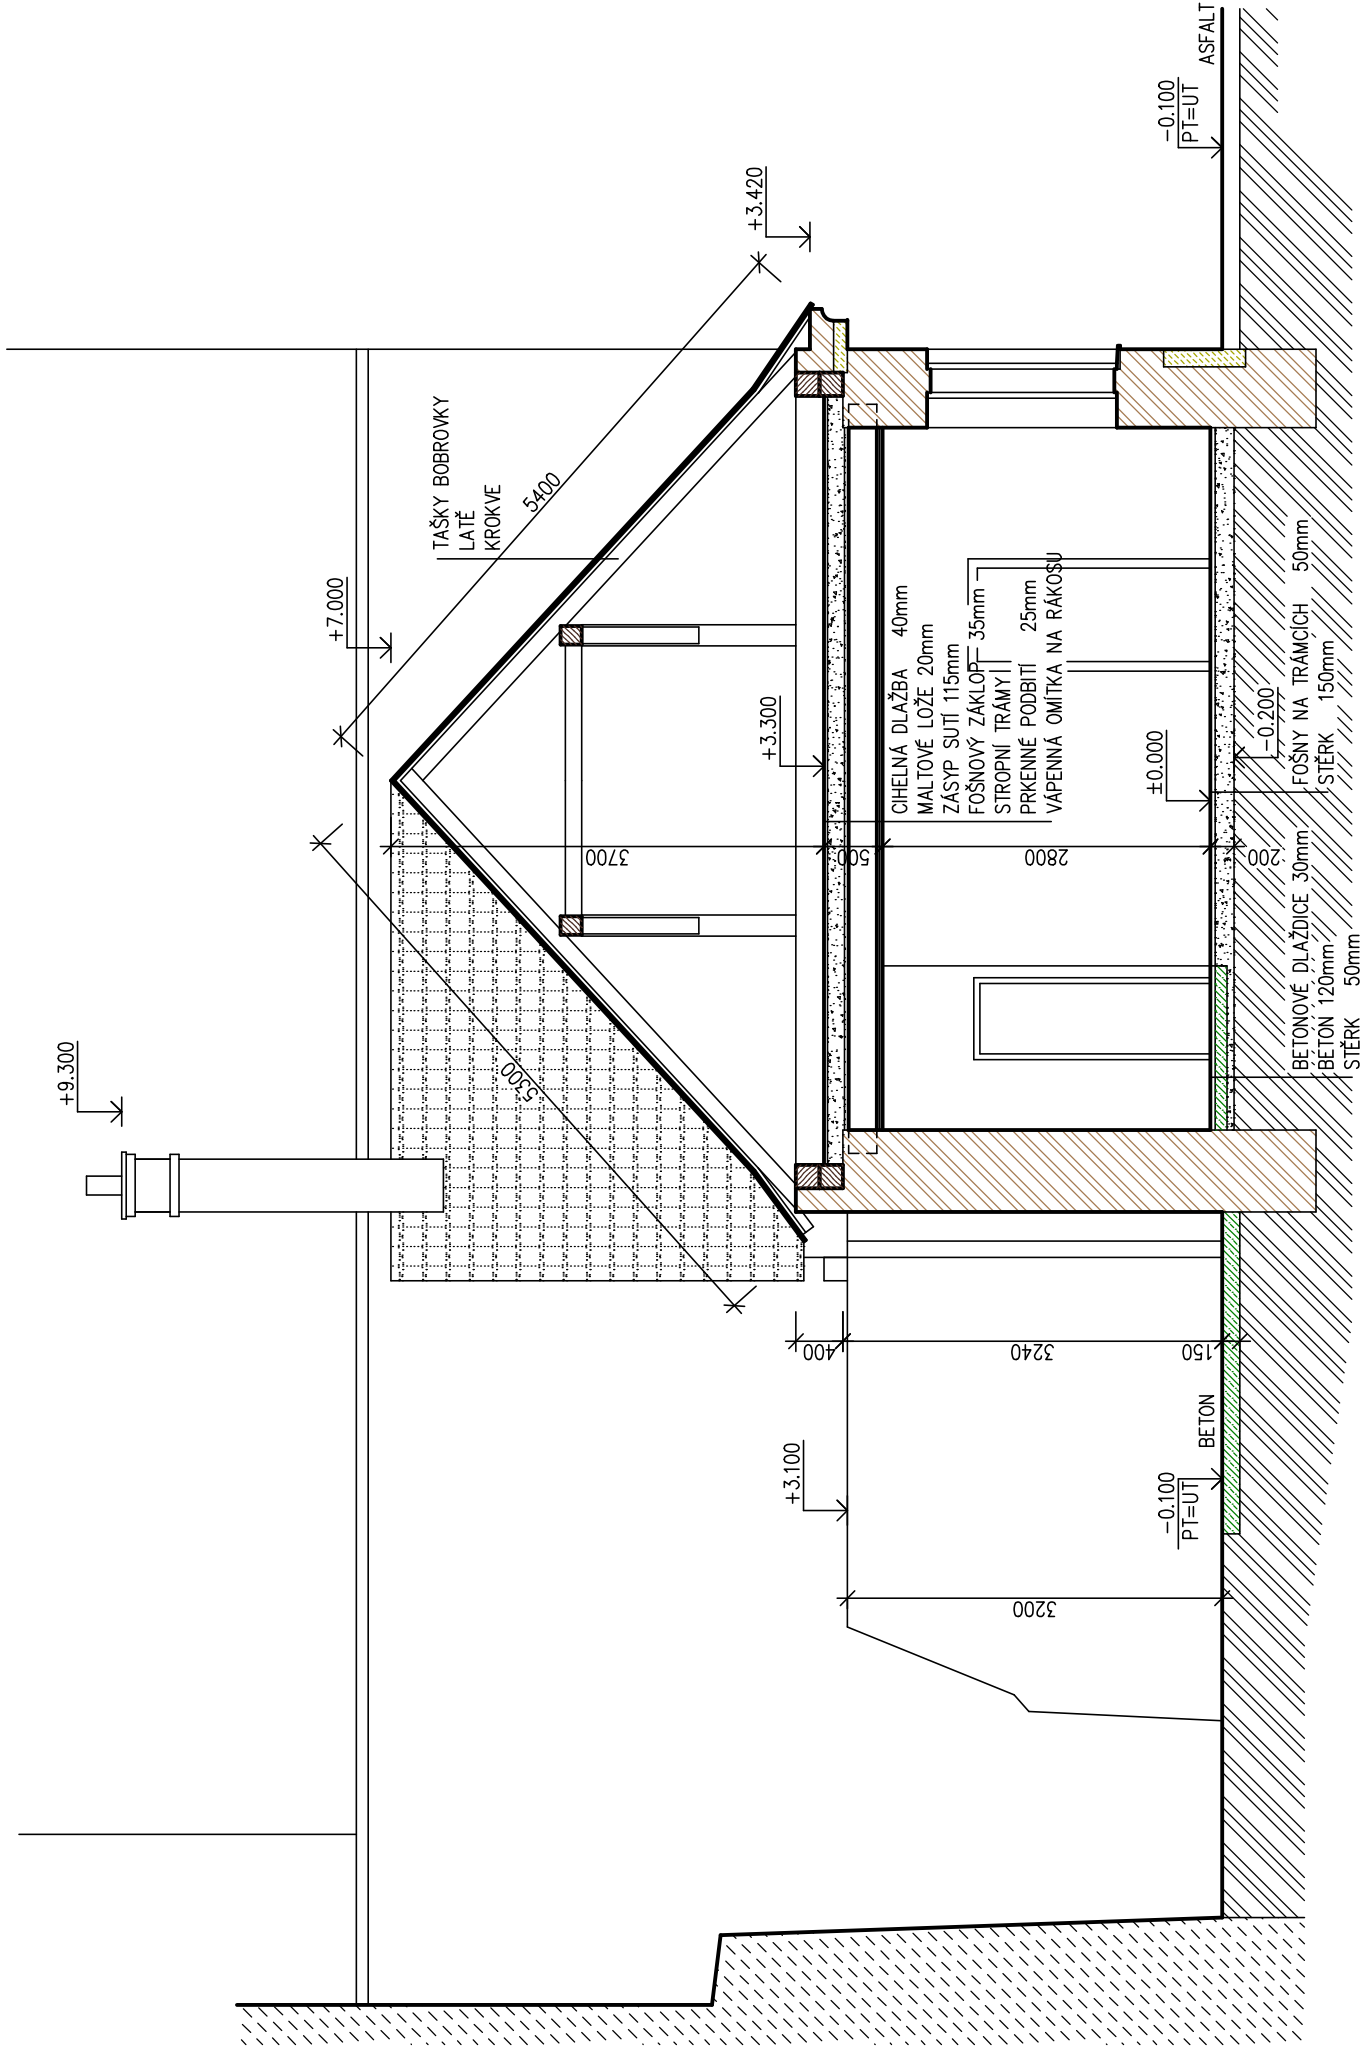 +9.300
+7.000
TAŠKY BOBROVKY
LATĚ
KROKVE
5400
5300
+3.420
3700
+3.300
500
2800
200
CIHELNÁ DLAŽBA 40mm
MALTOVÉ LOŽE 20mm
ZÁSYP SUTÍ 115mm
FOŠNOVÝ ZÁKLOP 35mm
STROPNÍ TRÁMY
PRKENNÉ PODBITÍ 25mm
VÁPENNÁ OMÍTKA NA RÁKOSU
±0.000
-0.200
FOŠNY NA TRÁMCÍCH 50mm
ŠTĚRK 150mm
BETONOVÉ DLAŽDICE 30mm
BETON 120mm
ŠTĚRK 50mm
400
3240
150
+3.100
3200
-0.100
PT=UT
BETON
-0.100
PT=UT
ASFALT